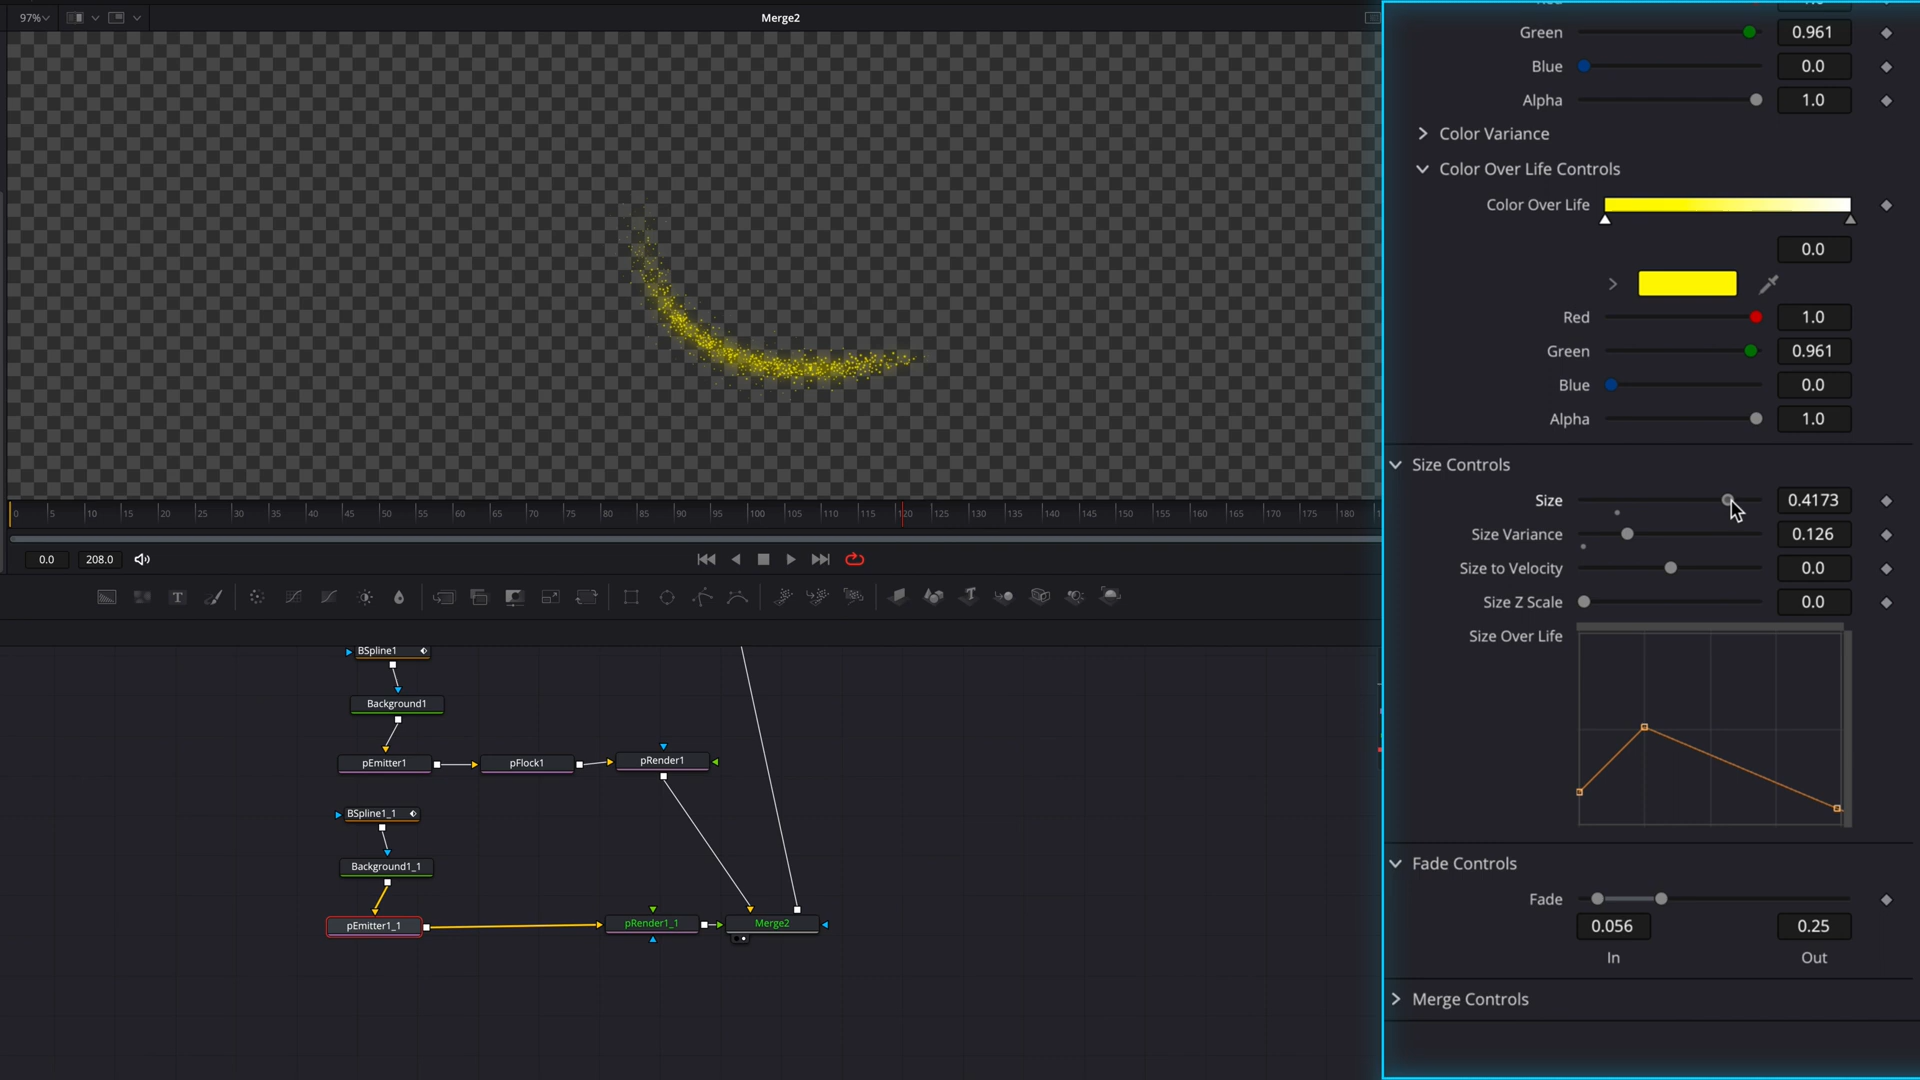 97%
Merge2
Green 0.961
Blue 0.0
Alpha 1.0
Color Variance
Color Over Life Controls
Color Over Life
0.0
Red 1.0
Green 0.961
Blue 0.0
Alpha 1.0
Size Controls
Size 0.4173
Size Variance 0.126
Size to Velocity 0.0
Size Z Scale 0.0
Size Over Life
Fade Controls
Fade
0.056 0.25
In Out
Merge Controls
0 5 10 15 20 25 30 35 40 45 50 55 60 65 70 75 80 85 90 95 100 105 110 115 120 125 130 135 140 145 150 155 160 165 170 175 180
0.0 208.0
T
BSpline1
Background1
pEmitter1 pFlock1 pRender1
BSpline1_1
Background1_1
pEmitter1_1 pRender1_1 Merge2